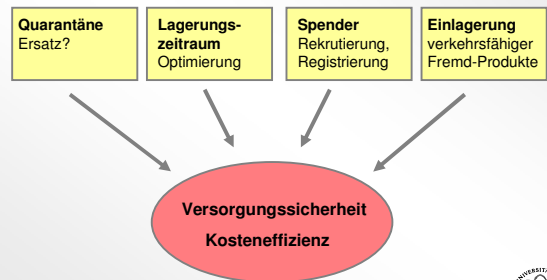 Quarantäne
Ersatz?
Lagerungs-
zeitraum
Optimierung
Spender
Rekrutierung,
Registrierung
Einlagerung
verkehrsfähiger
Fremd-Produkte
Versorgungssicherheit
Kosteneffizienz